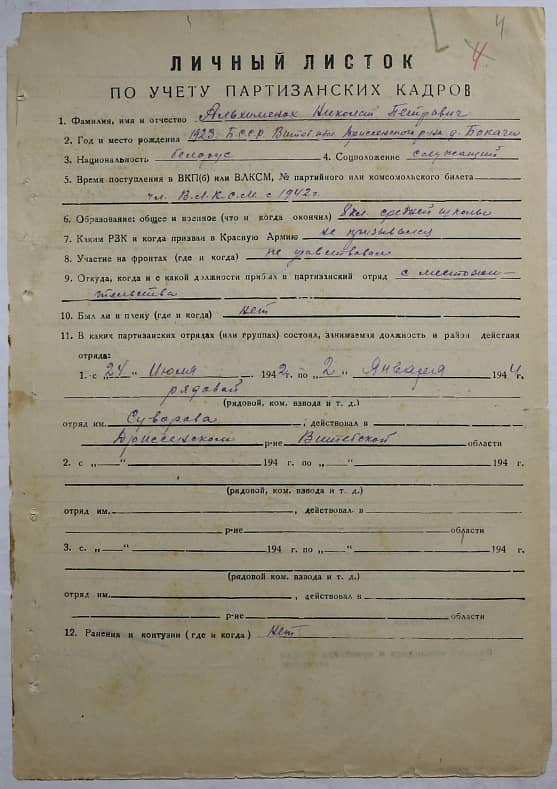 4
4
ЛИЧНЫЙ ЛИСТОК
ПО УЧЕТУ ПАРТИЗАНСКИХ КАДРОВ
1. Фамилия, имя и отчество Альхименок Николай Петрович
2. Год и место рождения 1923 БССР. Витеб. обл. Дриссенский р-он д. Бокачи
3. Национальность белорус 4. Соцположение служащий
5. Время поступления в ВКП(б) или ВЛКСМ, № партийного или комсомольского билета
чл. В.Л.К.С.М с 1942 г.
6. Образование: общее и военное (что и когда окончил) 8 кл. средней школы
7. Каким РЗК и когда призван в Красную Армию не призывался
8. Участие на фронтах (где и когда) не участвовал
9. Откуда, когда и с какой должности прибыл в партизанский отряд с местожи-
тельства
10. Был ли и плену (где и когда) нет
11. В каких партизанских отрядах (или группах) состоял, занимаемая должность и район действия
отряда:
1. с „24" Июля 1942 г. по „2" Января 1944 г.
рядовой
(рядовой, ком. взвода и т. д.)
отряд им. Суворова, действовал в
Дриссенском р-не Витебской области
2. с „—" 194 г. по „—" 194 г.
(рядовой, ком. взвода и т. д.)
отряд им. , действовал в
р-не области
3. с „—" 194 г. по „—" 194 г.
(рядовой, ком. взвода и т. д.)
отряд им. , действовал в
р-не области
12. Ранения и контузии (где и когда) нет